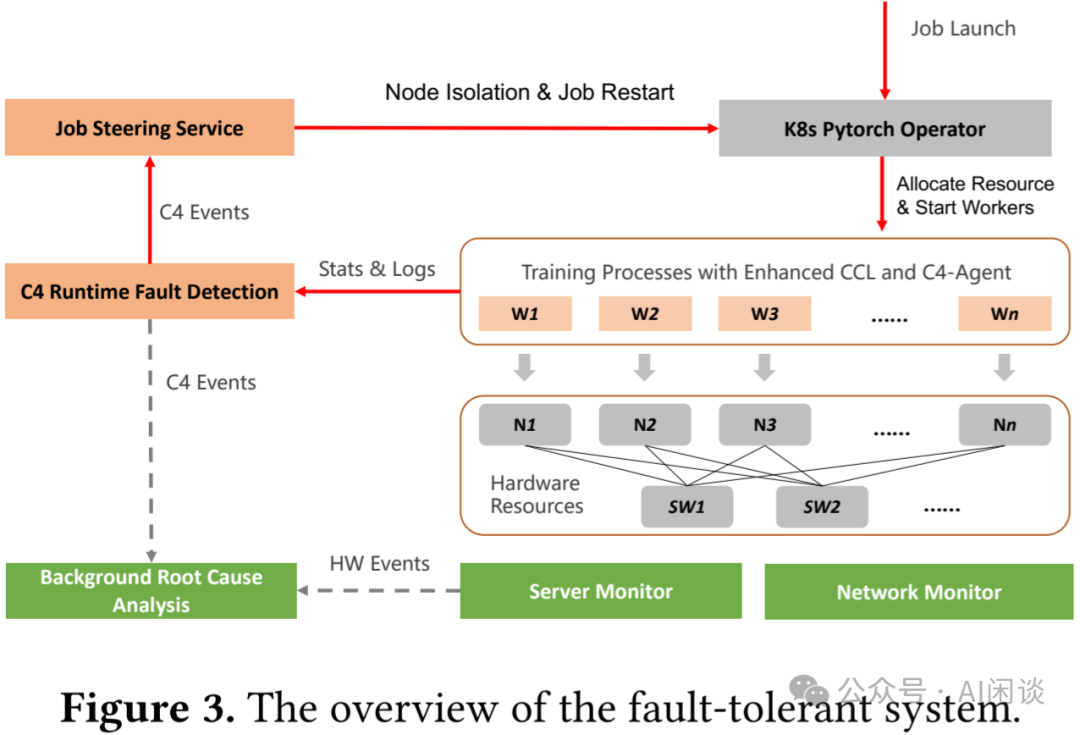 Job Launch
Node Isolation & Job Restart
Job Steering Service
K8s Pytorch Operator
Allocate Resource
& Start Workers
C4 Events
Stats & Logs
Training Processes with Enhanced CCL and C4-Agent
C4 Runtime Fault Detection
W1 W2 W3 ...... Wn
C4 Events
N1 N2 N3 ...... Nn
Hardware
Resources
SW1 SW2 ......
HW Events
Background Root Cause
Analysis
Server Monitor
Network Monitor
公众号 · AI闲谈
Figure 3. The overview of the fault-tolerant system.